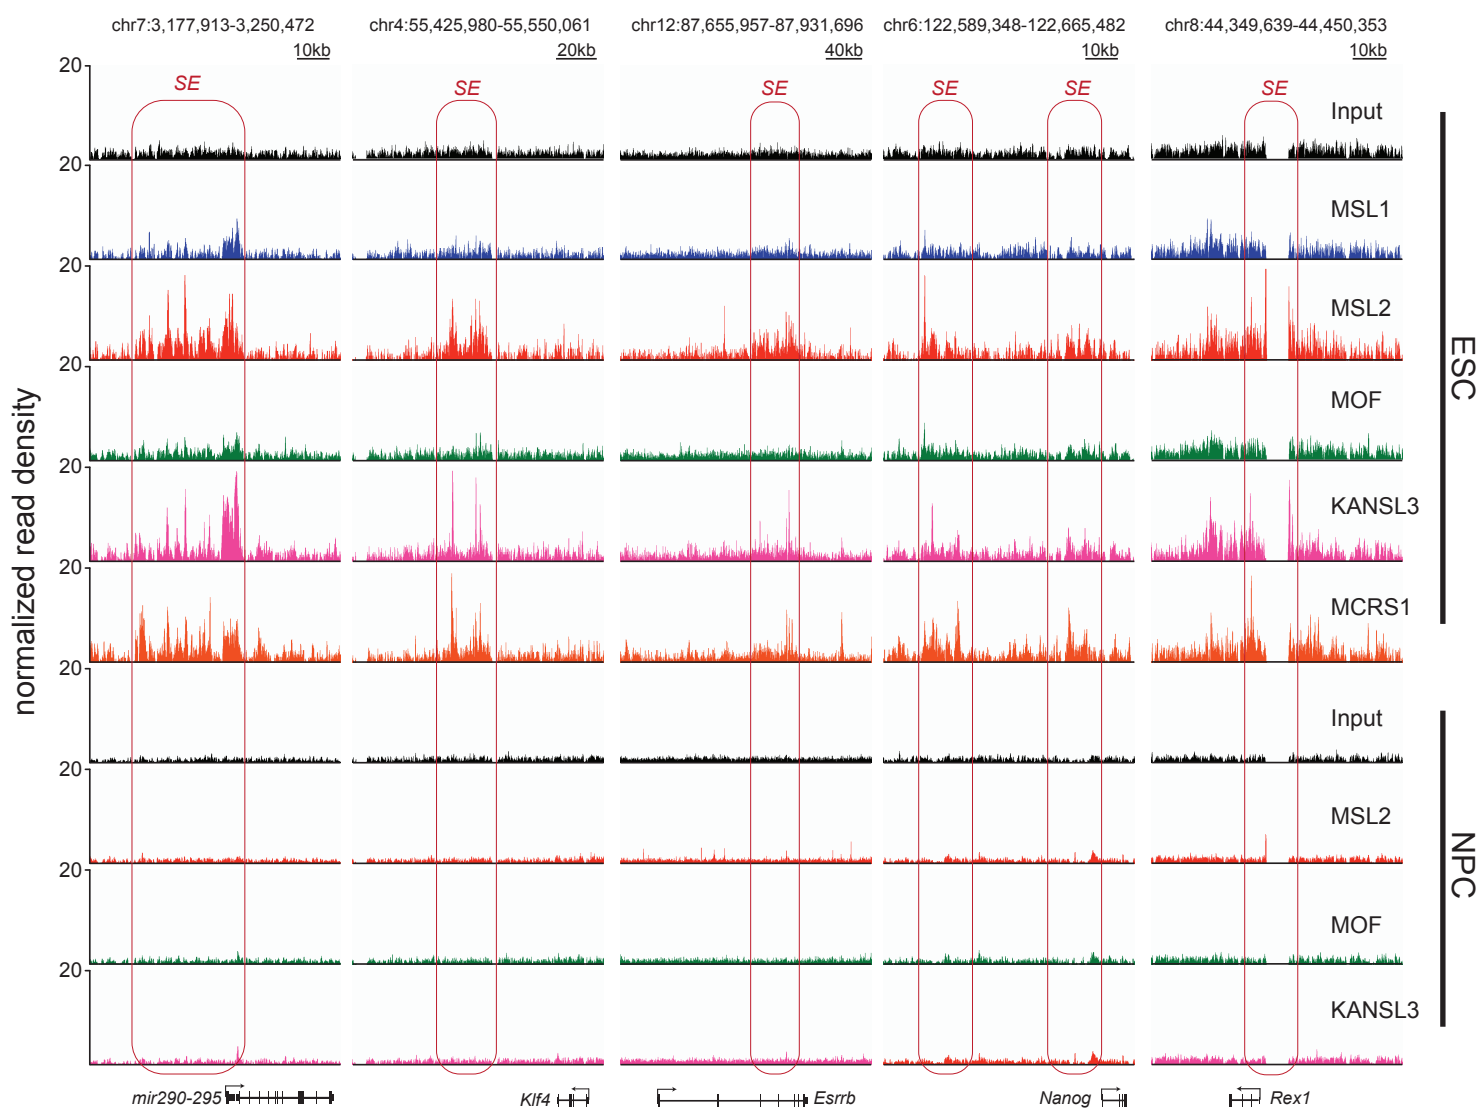 chr7:3,177,913-3,250,472 chr4:55,425,980-55,550,061 chr12:87,655,957-87,931,696 chr6:122,589,348-122,665,482 chr8:44,349,639-44,450,353
10kb 20kb 40kb 10kb 10kb
20
SE SE SE SE SE SE
Input
20
MSL1
20
MSL2
20
MOF
20
KANSL3
20
MCRS1
20
Input
20
MSL2
20
MOF
20
KANSL3
normalized read density
ESC
NPC
mir290-295 Klf4 Esrrb Nanog Rex1